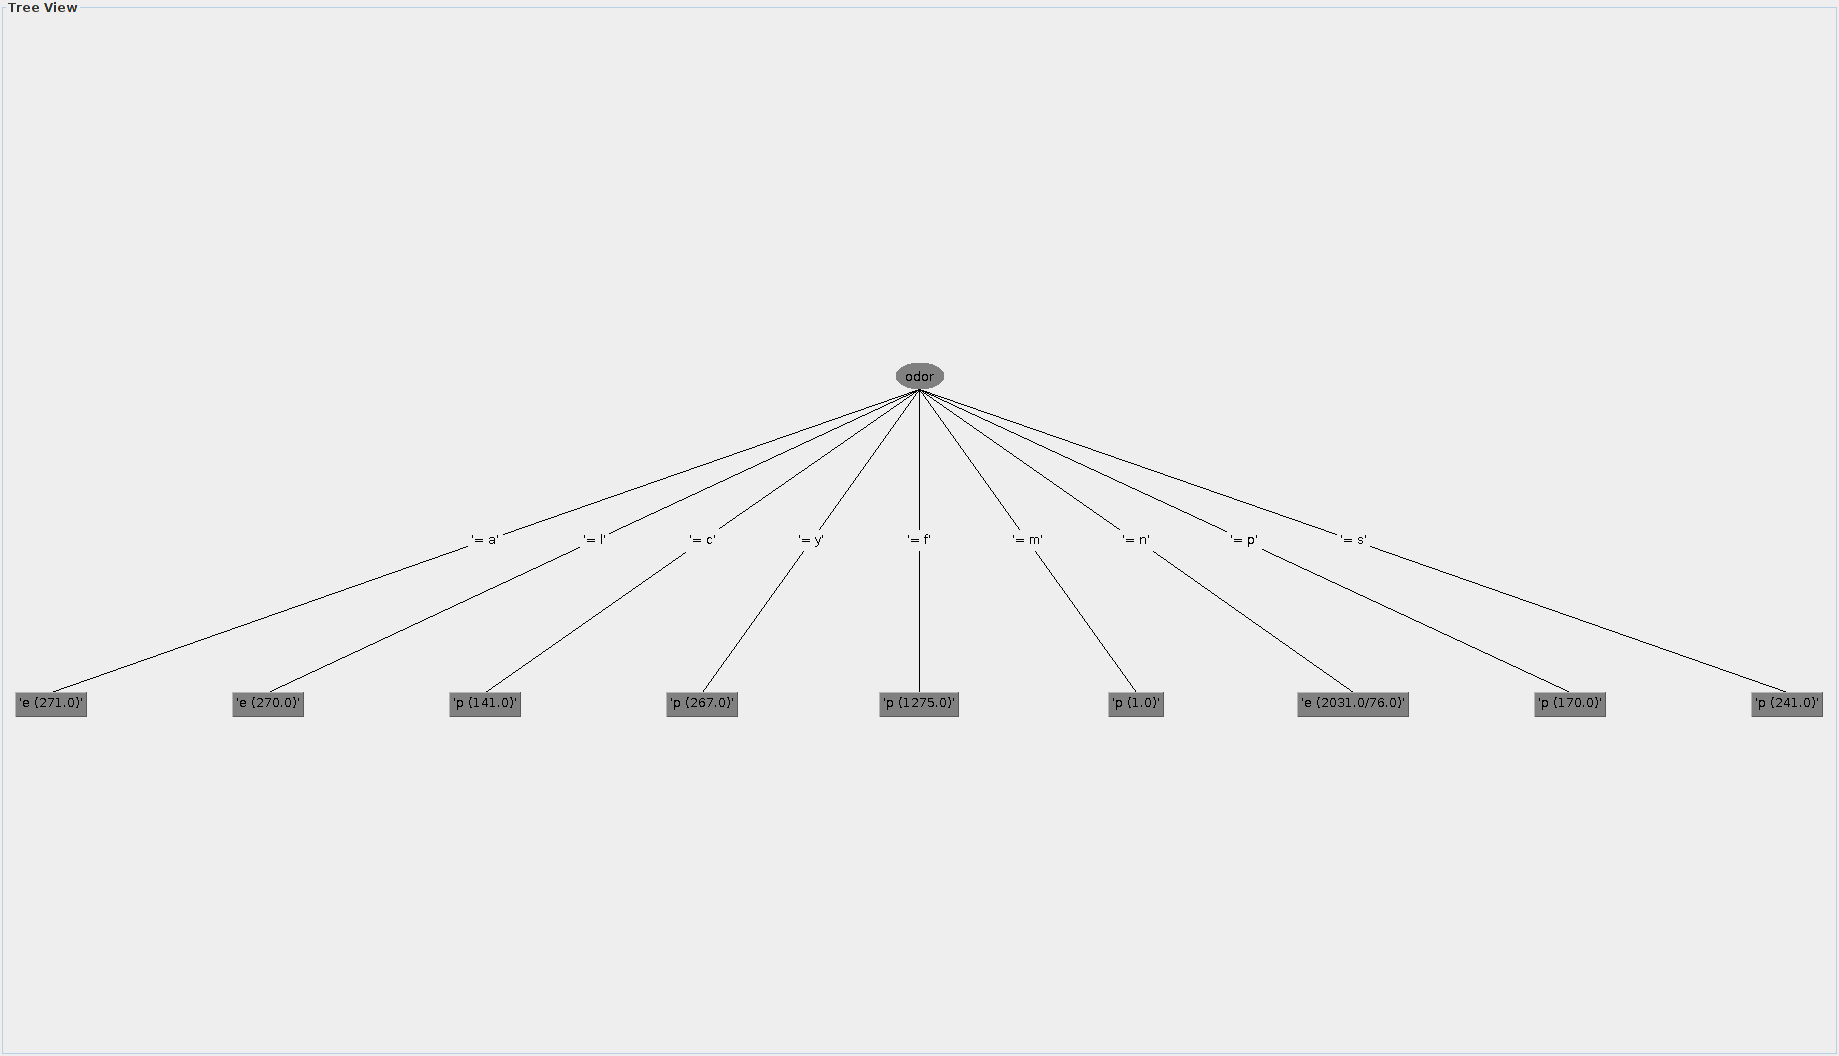 Tree View
odor
'= a' '= l' '= c' '= y' '= f' '= m' '= n' '= p' '= s'
'e (271.0)' 'e (270.0)' 'p (141.0)' 'p (267.0)' 'p (1275.0)' 'p (1.0)' 'e (2031.0/76.0)' 'p (170.0)' 'p (241.0)'